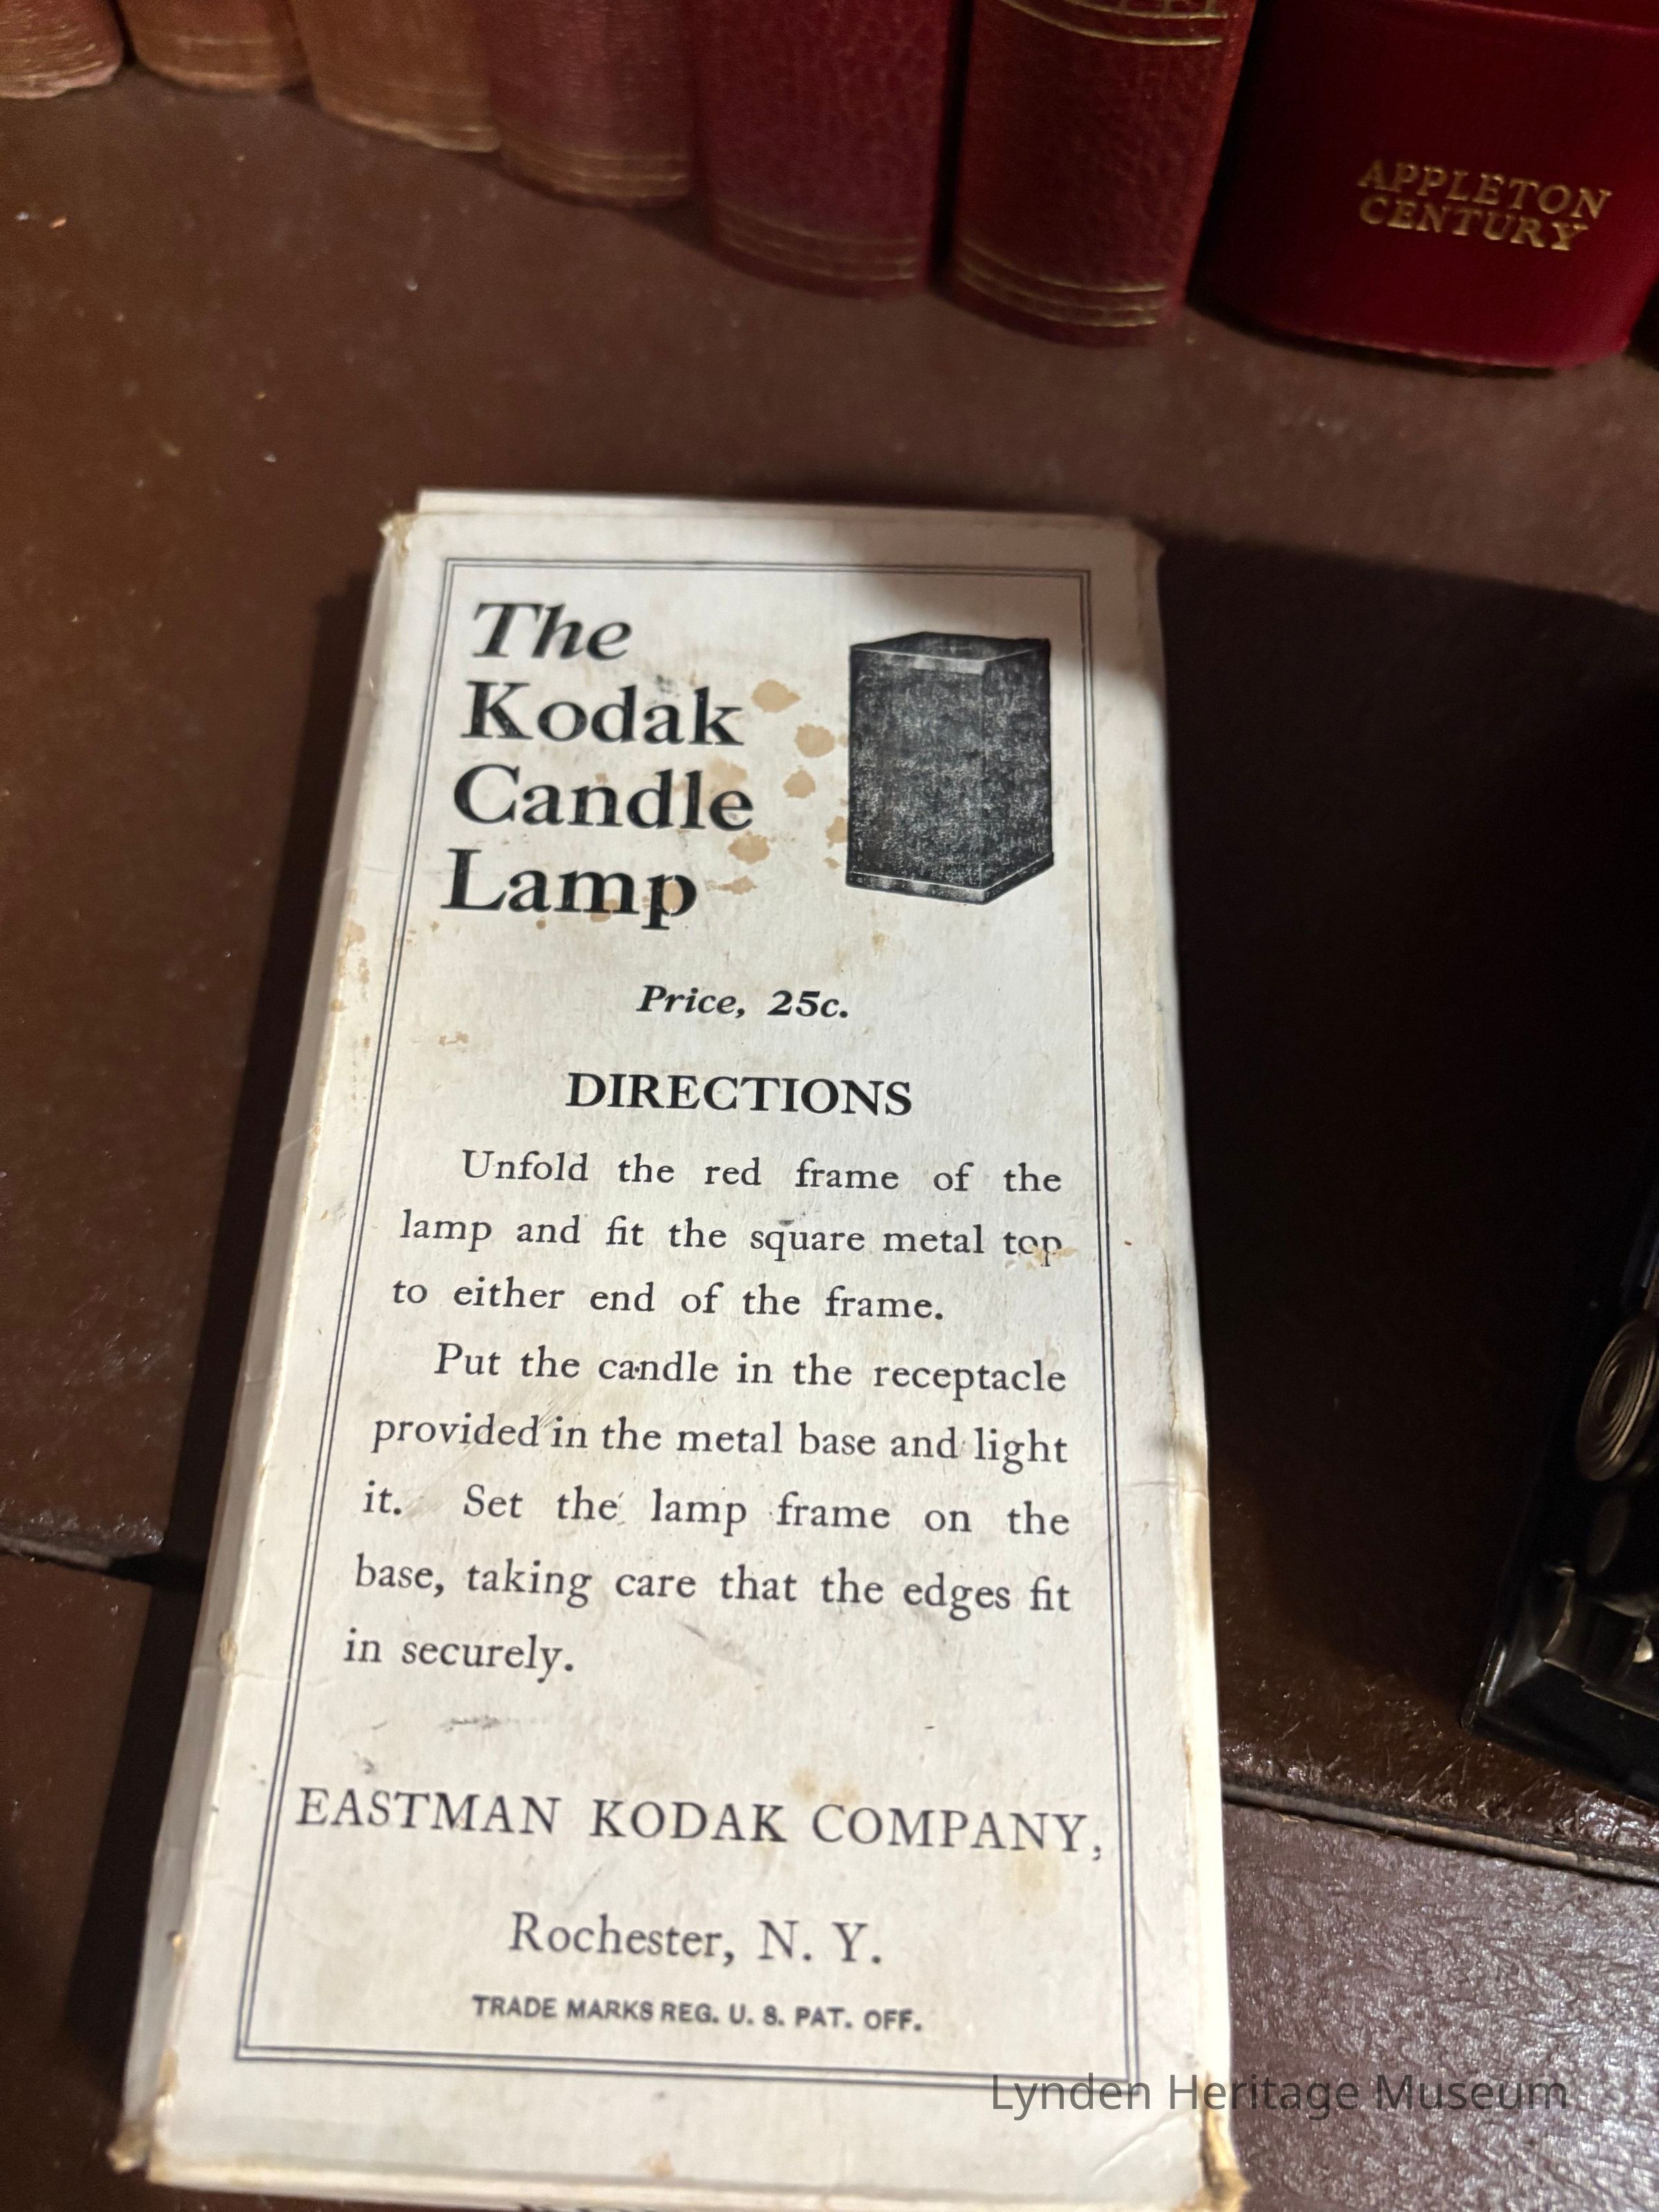 APPLETON
CENTURY
The
Kodak
Candle
Lamp
Price, 25c.
DIRECTIONS
Unfold the red frame of the
lamp and fit the square metal top
to either end of the frame.
Put the candle in the receptacle
provided in the metal base and light
it. Set the lamp frame on the
base, taking care that the edges fit
in securely.
EASTMAN KODAK COMPANY,
Rochester, N. Y.
TRADE MARKS REG. U. S. PAT. OFF.
Lynden Heritage Museum